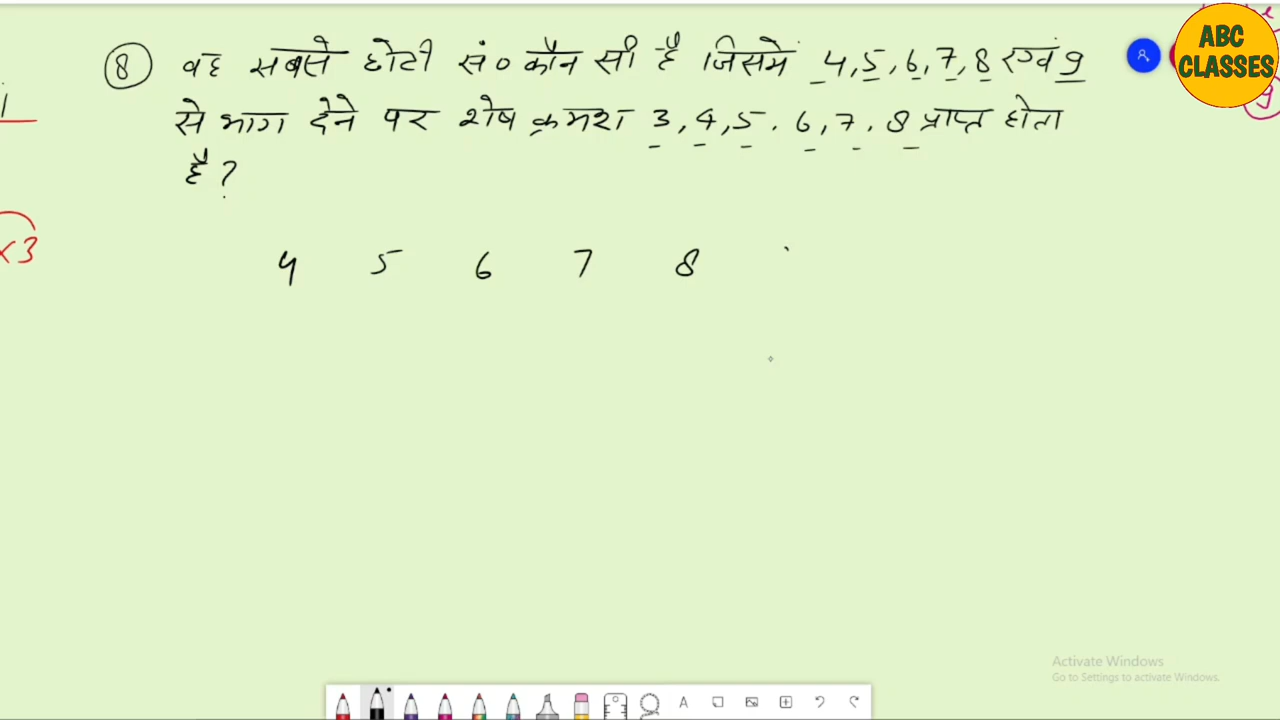 ABC
CLASSES
8 वह सबसे छोटी सं० कौन सी है जिसमे 4, 5, 6, 7, 8 एवं 9
से भाग देने पर शेष क्रमश 3, 4, 5. 6, 7. 8 प्राप्त होता
है ?
x3
4 5 6 7 8
Activate Windows
Go to Settings to activate Windows.
A